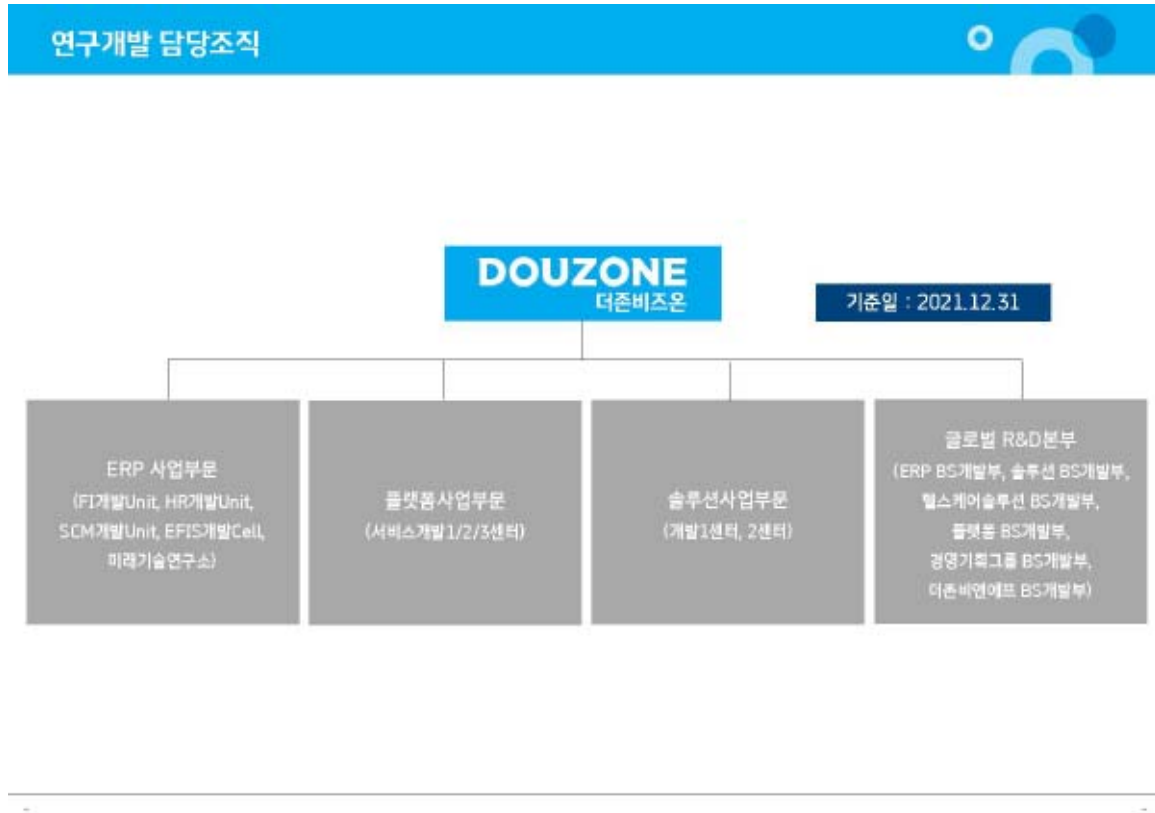 연구개발 담당조직
DOUZONE
더존비즈온
기준일 : 2021.12.31
ERP 사업부문
(FI개발Unit, HR개발Unit,
SCM개발Unit, EFIS개발Cell,
미래기술연구소)
플랫폼사업부문
(서비스개발1/2/3센터)
솔루션사업부문
(개발1센터, 2센터)
글로벌 R&D본부
(ERP BS개발부, 솔루션 BS개발부,
헬스케어솔루션 BS개발부,
플랫폼 BS개발부,
경영기획그룹 BS개발부,
더존비앤에프 BS개발부)